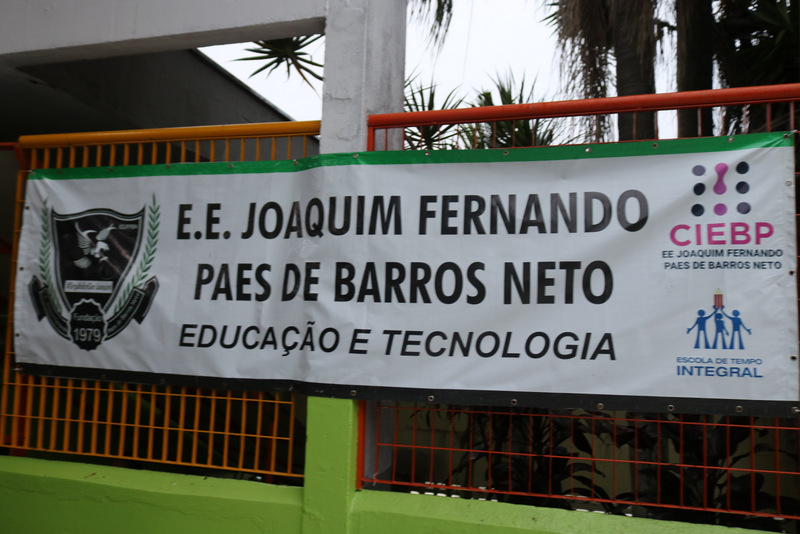 E.E. JOAQUIM FERNANDO
PAES DE BARROS NETO
EDUCAÇÃO E TECNOLOGIA
Fundação
1979
CIEBP
EE JOAQUIM FERNANDO
PAES DE BARROS NETO
ESCOLA DE TEMPO
INTEGRAL